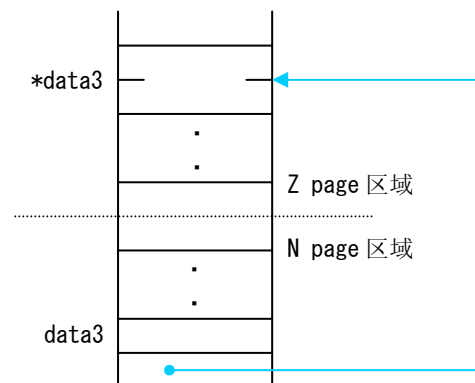 *data3
Z page 区域
N page 区域
data3